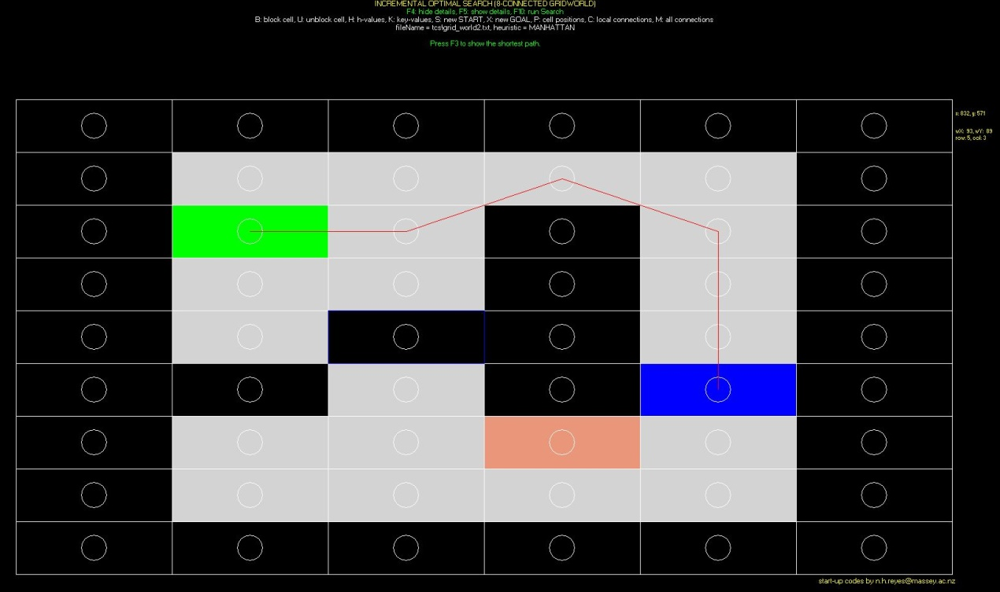 INCREMENTAL OPTIMAL SEARCH (8-CONNECTED GRIDWORLD)
F4: hide details, F5: show details, F10: run Search
B: block cell, U: unblock cell, H: h-values, K: key-values, S: new START, X: new GOAL, P: cell positions, C: local connections, M: all connections
fileName = tcs\grid_world2.txt, heuristic = MANHATTAN
Press F3 to show the shortest path.
x: 832, y: 571
wX: 93, wY: 89
row: 5, col: 3
start-up codes by n.h.reyes@massey.ac.nz